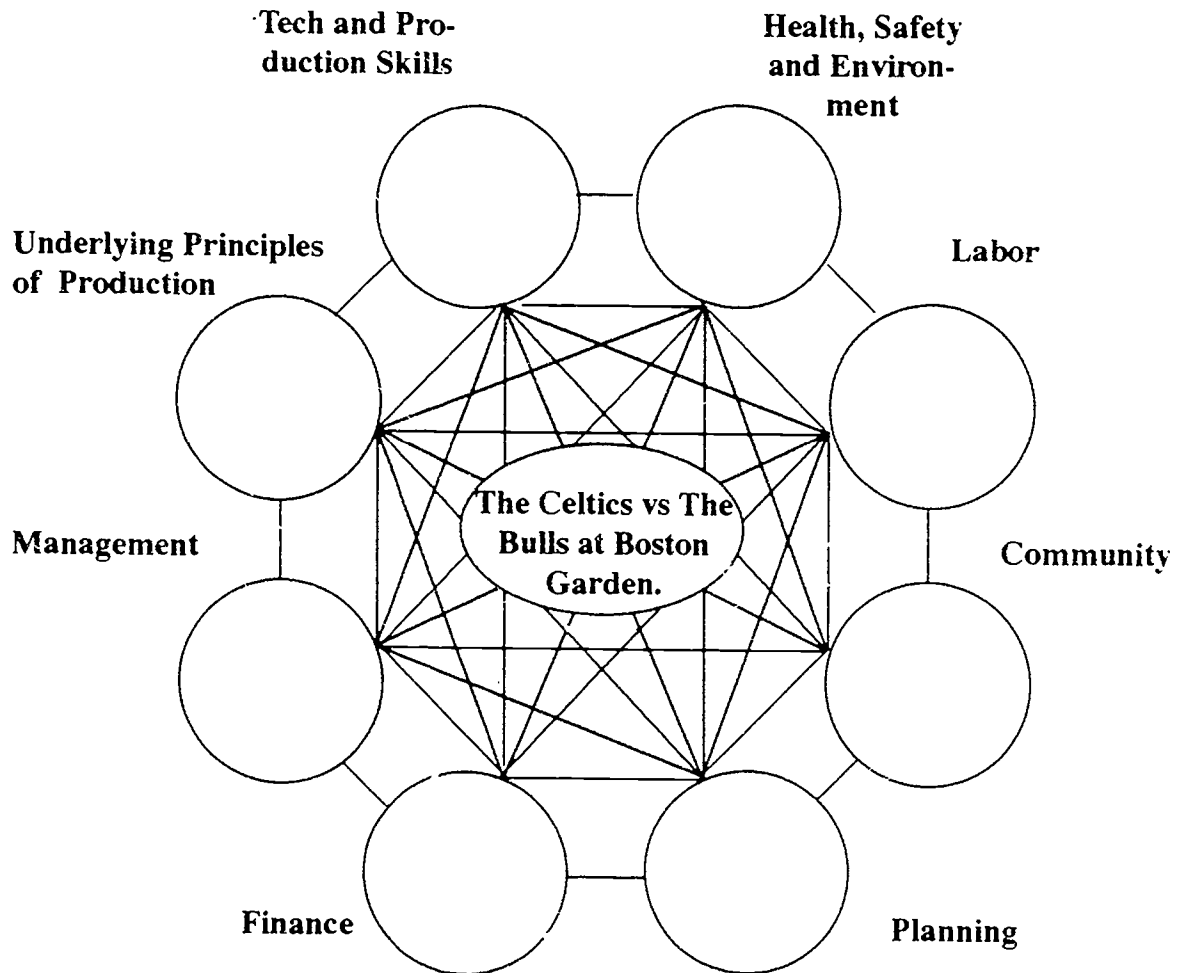 Tech and Pro-
duction Skills
Health, Safety
and Environ-
ment
Underlying Principles
of Production
Labor
The Celtics vs The
Bulls at Boston
Garden.
Management
Community
Finance
Planning